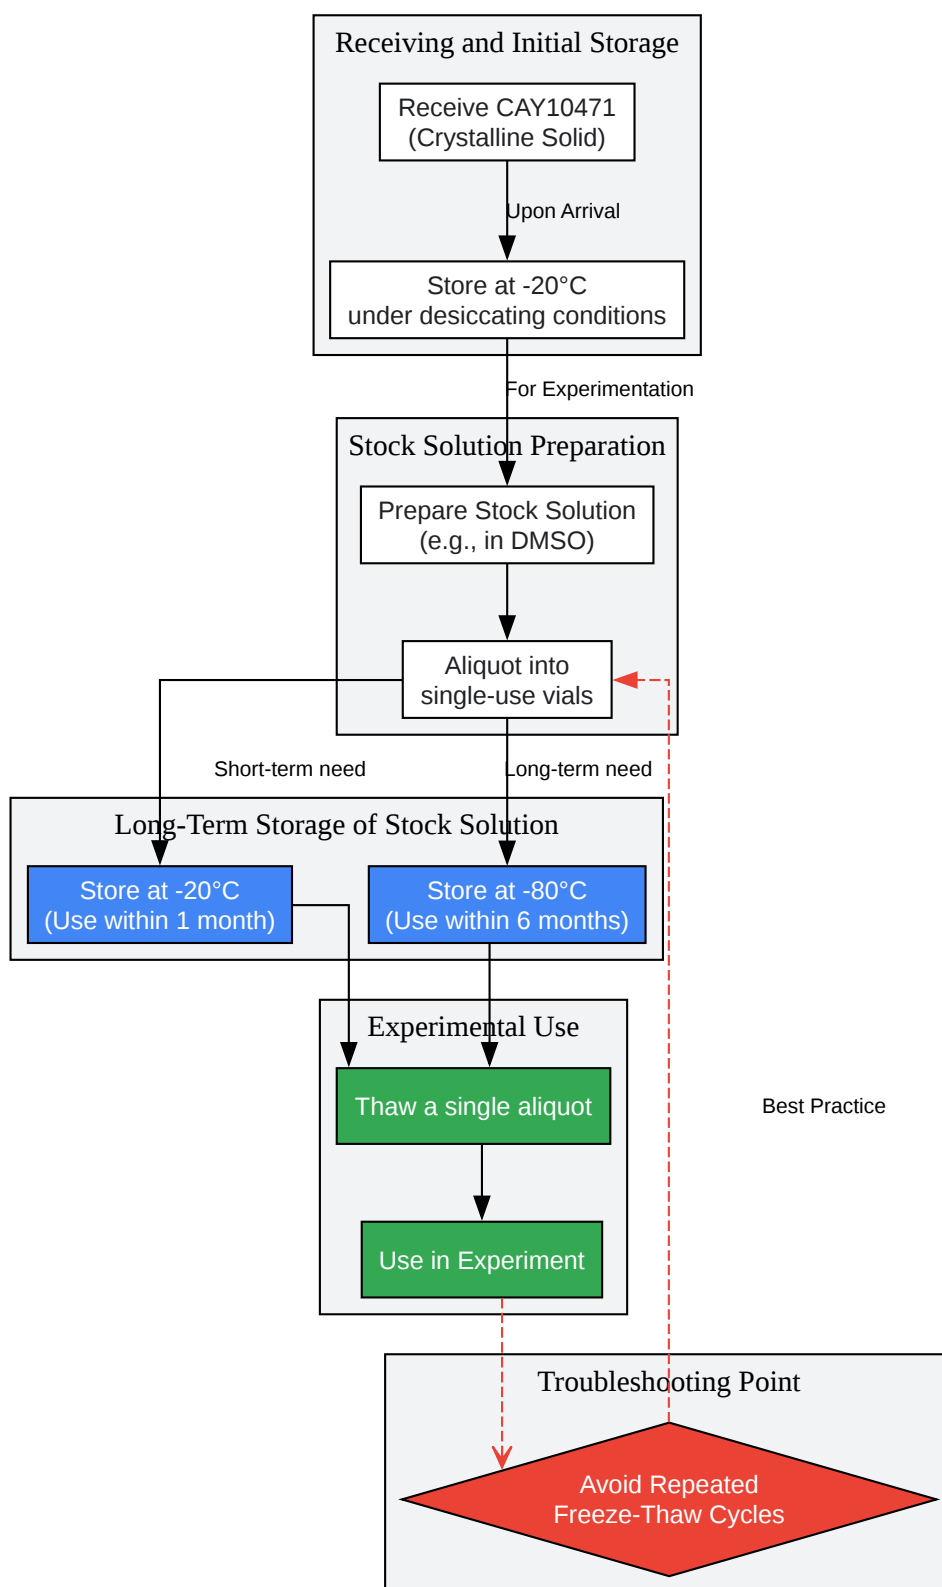 Receiving and Initial Storage
Receive CAY10471
(Crystalline Solid)
Upon Arrival
Store at -20°C
under desiccating conditions
For Experimentation
Stock Solution Preparation
Prepare Stock Solution
(e.g., in DMSO)
Aliquot into
single-use vials
Short-term need
Long-term need
Long-Term Storage of Stock Solution
Store at -20°C
(Use within 1 month)
Store at -80°C
(Use within 6 months)
Experimental Use
Thaw a single aliquot
Best Practice
Use in Experiment
Troubleshooting Point
Avoid Repeated
Freeze-Thaw Cycles